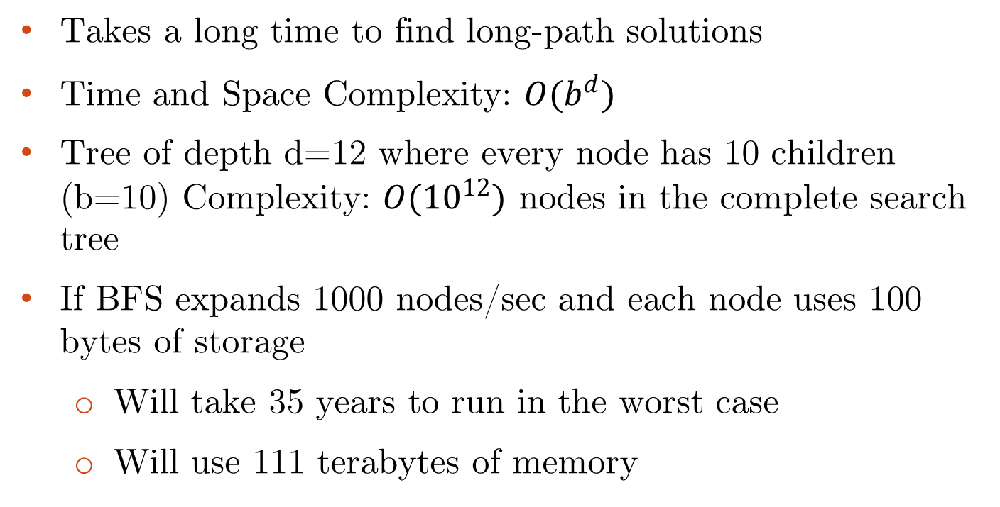 • Takes a long time to find long-path solutions
• Time and Space Complexity: O(b^d)
• Tree of depth d=12 where every node has 10 children
(b=10) Complexity: O(10^12) nodes in the complete search
tree
• If BFS expands 1000 nodes/sec and each node uses 100
bytes of storage
○ Will take 35 years to run in the worst case
○ Will use 111 terabytes of memory